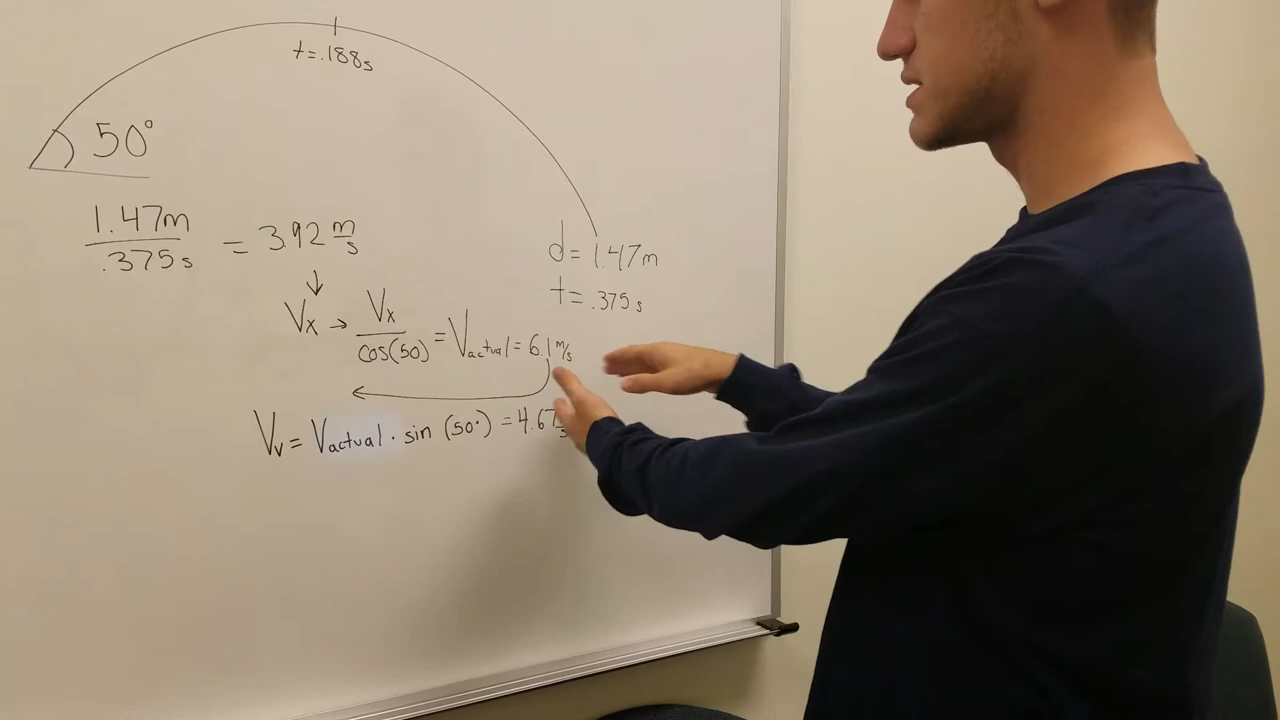 t=.188s
50°
1.47m
.375s
= 3.92 m/s
d= 1.47m
t= .375s
↓
Vx → Vx/cos(50) = Vactual = 6.1 m/s
Vv = Vactual · sin (50°) = 4.67